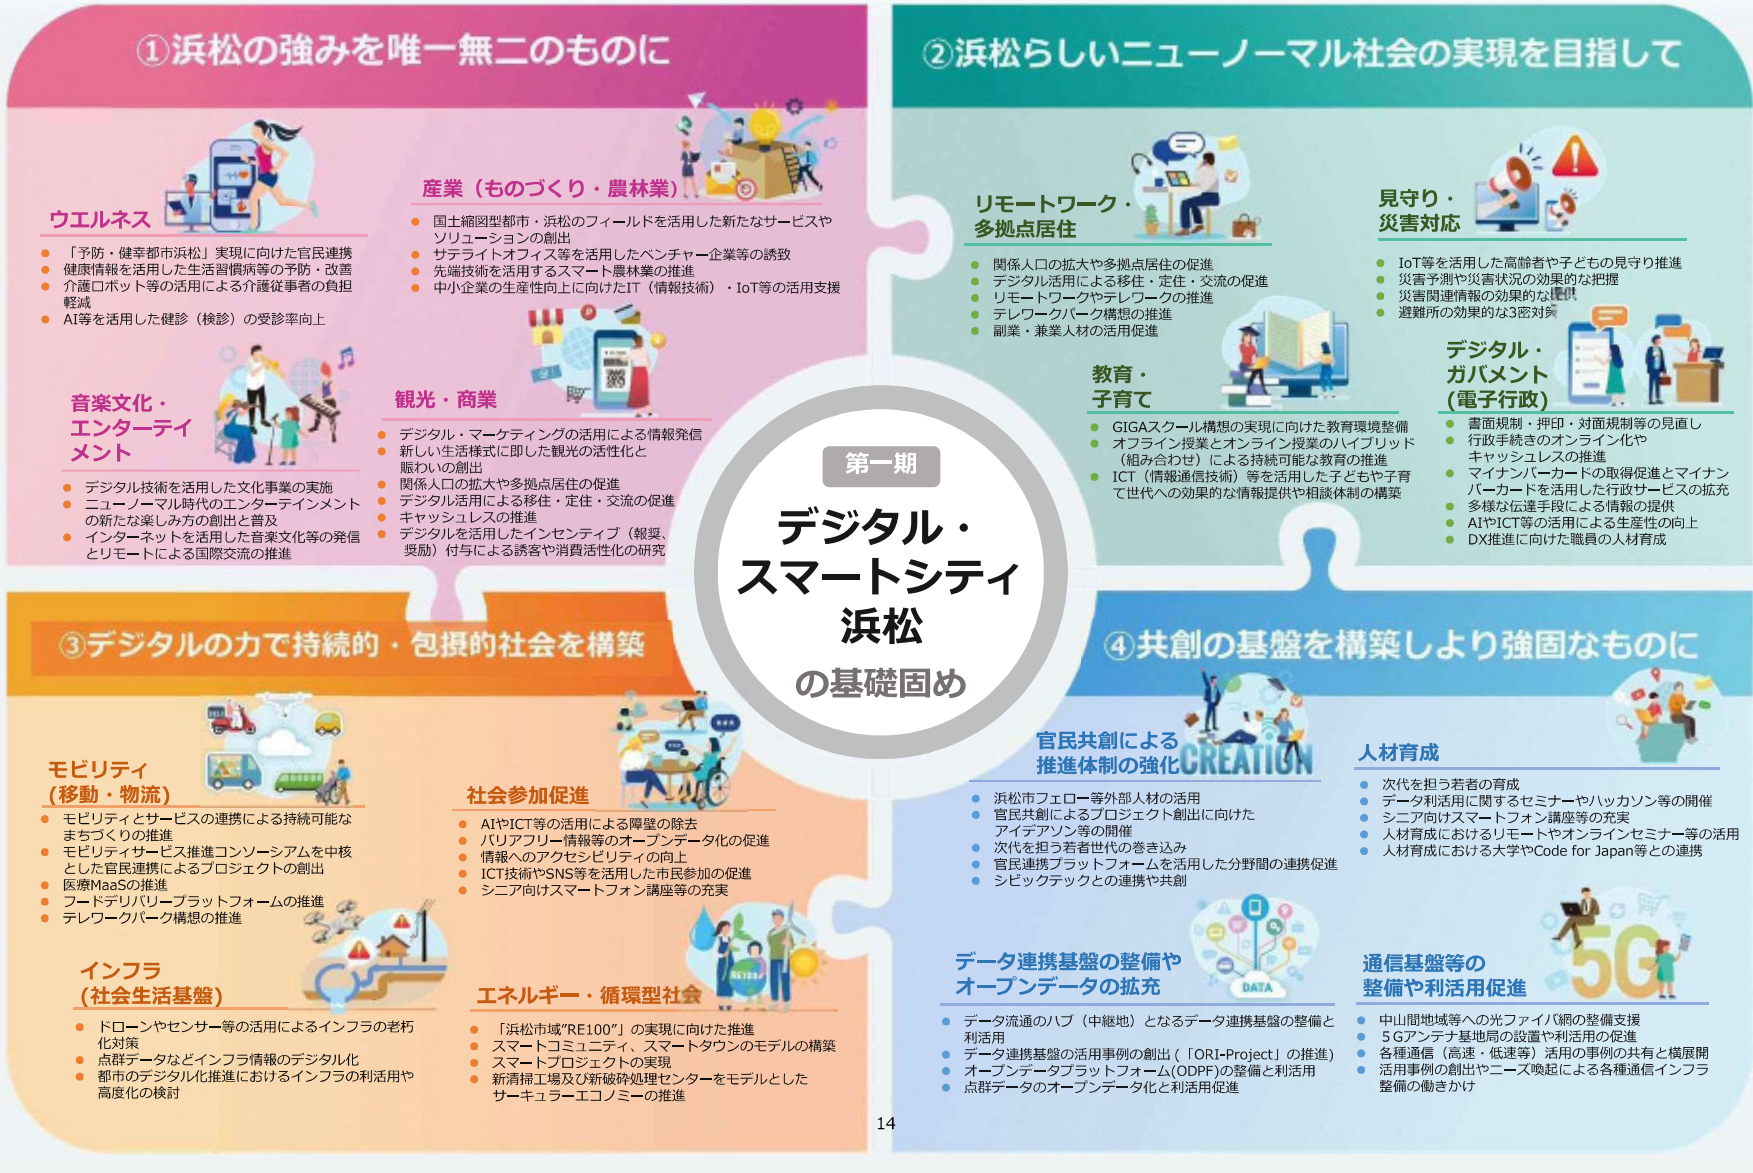 ①浜松の強みを唯一無二のものに
ウエルネス
● 「予防・健幸都市浜松」実現に向けた官民連携
● 健康情報を活用した生活習慣病等の予防・改善
● 介護ロボット等の活用による介護従事者の負担
軽減
● AI等を活用した健診（検診）の受診率向上
産業（ものづくり・農林業）
● 国土縮図型都市・浜松のフィールドを活用した新たなサービスや
ソリューションの創出
● サテライトオフィス等を活用したベンチャー企業等の誘致
● 先端技術を活用するスマート農林業の推進
● 中小企業の生産性向上に向けたIT（情報技術）・IoT等の活用支援
音楽文化・
エンターテイ
メント
● デジタル技術を活用した文化事業の実施
● ニューノーマル時代のエンターテインメント
の新たな楽しみ方の創出と普及
● インターネットを活用した音楽文化等の発信
とリモートによる国際交流の推進
観光・商業
● デジタル・マーケティングの活用による情報発信
● 新しい生活様式に即した観光の活性化と
賑わいの創出
● 関係人口の拡大や多拠点居住の促進
● デジタル活用による移住・定住・交流の促進
● キャッシュレスの推進
● デジタルを活用したインセンティブ（報奨、
奨励）付与による誘客や消費活性化の研究
②浜松らしいニューノーマル社会の実現を目指して
リモートワーク・
多拠点居住
● 関係人口の拡大や多拠点居住の促進
● デジタル活用による移住・定住・交流の促進
● リモートワークやテレワークの推進
● テレワークパーク構想の推進
● 副業・兼業人材の活用促進
見守り・
災害対応
● IoT等を活用した高齢者や子どもの見守り推進
● 災害予測や災害状況の効果的な把握
● 災害関連情報の効果的な提供
● 避難所の効果的な3密対策
教育・
子育て
● GIGAスクール構想の実現に向けた教育環境整備
● オフライン授業とオンライン授業のハイブリッド
（組み合わせ）による持続可能な教育の推進
● ICT（情報通信技術）等を活用した子どもや子育
て世代への効果的な情報提供や相談体制の構築
デジタル・
ガバメント
(電子行政)
● 書面規制・押印・対面規制等の見直し
● 行政手続きのオンライン化や
キャッシュレスの推進
● マイナンバーカードの取得促進とマイナン
バーカードを活用した行政サービスの拡充
● 多様な伝達手段による情報の提供
● AIやICT等の活用による生産性の向上
● DX推進に向けた職員の人材育成
第一期
デジタル・
スマートシティ
浜松
の基礎固め
③デジタルの力で持続的・包摂的社会を構築
モビリティ
(移動・物流)
● モビリティとサービスの連携による持続可能な
まちづくりの推進
● モビリティサービス推進コンソーシアムを中核
とした官民連携によるプロジェクトの創出
● 医療MaaSの推進
● フードデリバリープラットフォームの推進
● テレワークパーク構想の推進
社会参加促進
● AIやICT等の活用による障壁の除去
● バリアフリー情報等のオープンデータ化の促進
● 情報へのアクセシビリティの向上
● ICT技術やSNS等を活用した市民参加の促進
● シニア向けスマートフォン講座等の充実
インフラ
(社会生活基盤)
● ドローンやセンサー等の活用によるインフラの老朽
化対策
● 点群データなどインフラ情報のデジタル化
● 都市のデジタル化推進におけるインフラの利活用や
高度化の検討
RE100
エネルギー・循環型社会
● 「浜松市域”RE100”」の実現に向けた推進
● スマートコミュニティ、スマートタウンのモデルの構築
● スマートプロジェクトの実現
● 新清掃工場及び新破砕処理センターをモデルとした
サーキュラーエコノミーの推進
④共創の基盤を構築しより強固なものに
官民共創による
推進体制の強化
CREATION
● 浜松市フェロー等外部人材の活用
● 官民共創によるプロジェクト創出に向けた
アイデアソン等の開催
● 次代を担う若者世代の巻き込み
● 官民連携プラットフォームを活用した分野間の連携促進
● シビックテックとの連携や共創
人材育成
● 次代を担う若者の育成
● データ利活用に関するセミナーやハッカソン等の開催
● シニア向けスマートフォン講座等の充実
● 人材育成におけるリモートやオンラインセミナー等の活用
● 人材育成における大学やCode for Japan等との連携
データ連携基盤の整備や
オープンデータの拡充
DATA
● データ流通のハブ（中継地）となるデータ連携基盤の整備と
利活用
● データ連携基盤の活用事例の創出 (「ORI-Project」の推進)
● オープンデータプラットフォーム(ODPF)の整備と利活用
● 点群データのオープンデータ化と利活用促進
5G
通信基盤等の
整備や利活用促進
● 中山間地域等への光ファイバ網の整備支援
● 5Gアンテナ基地局の設置や利活用の促進
● 各種通信（高速・低速等）活用の事例の共有と横展開
● 活用事例の創出やニーズ喚起による各種通信インフラ
整備の働きかけ
14